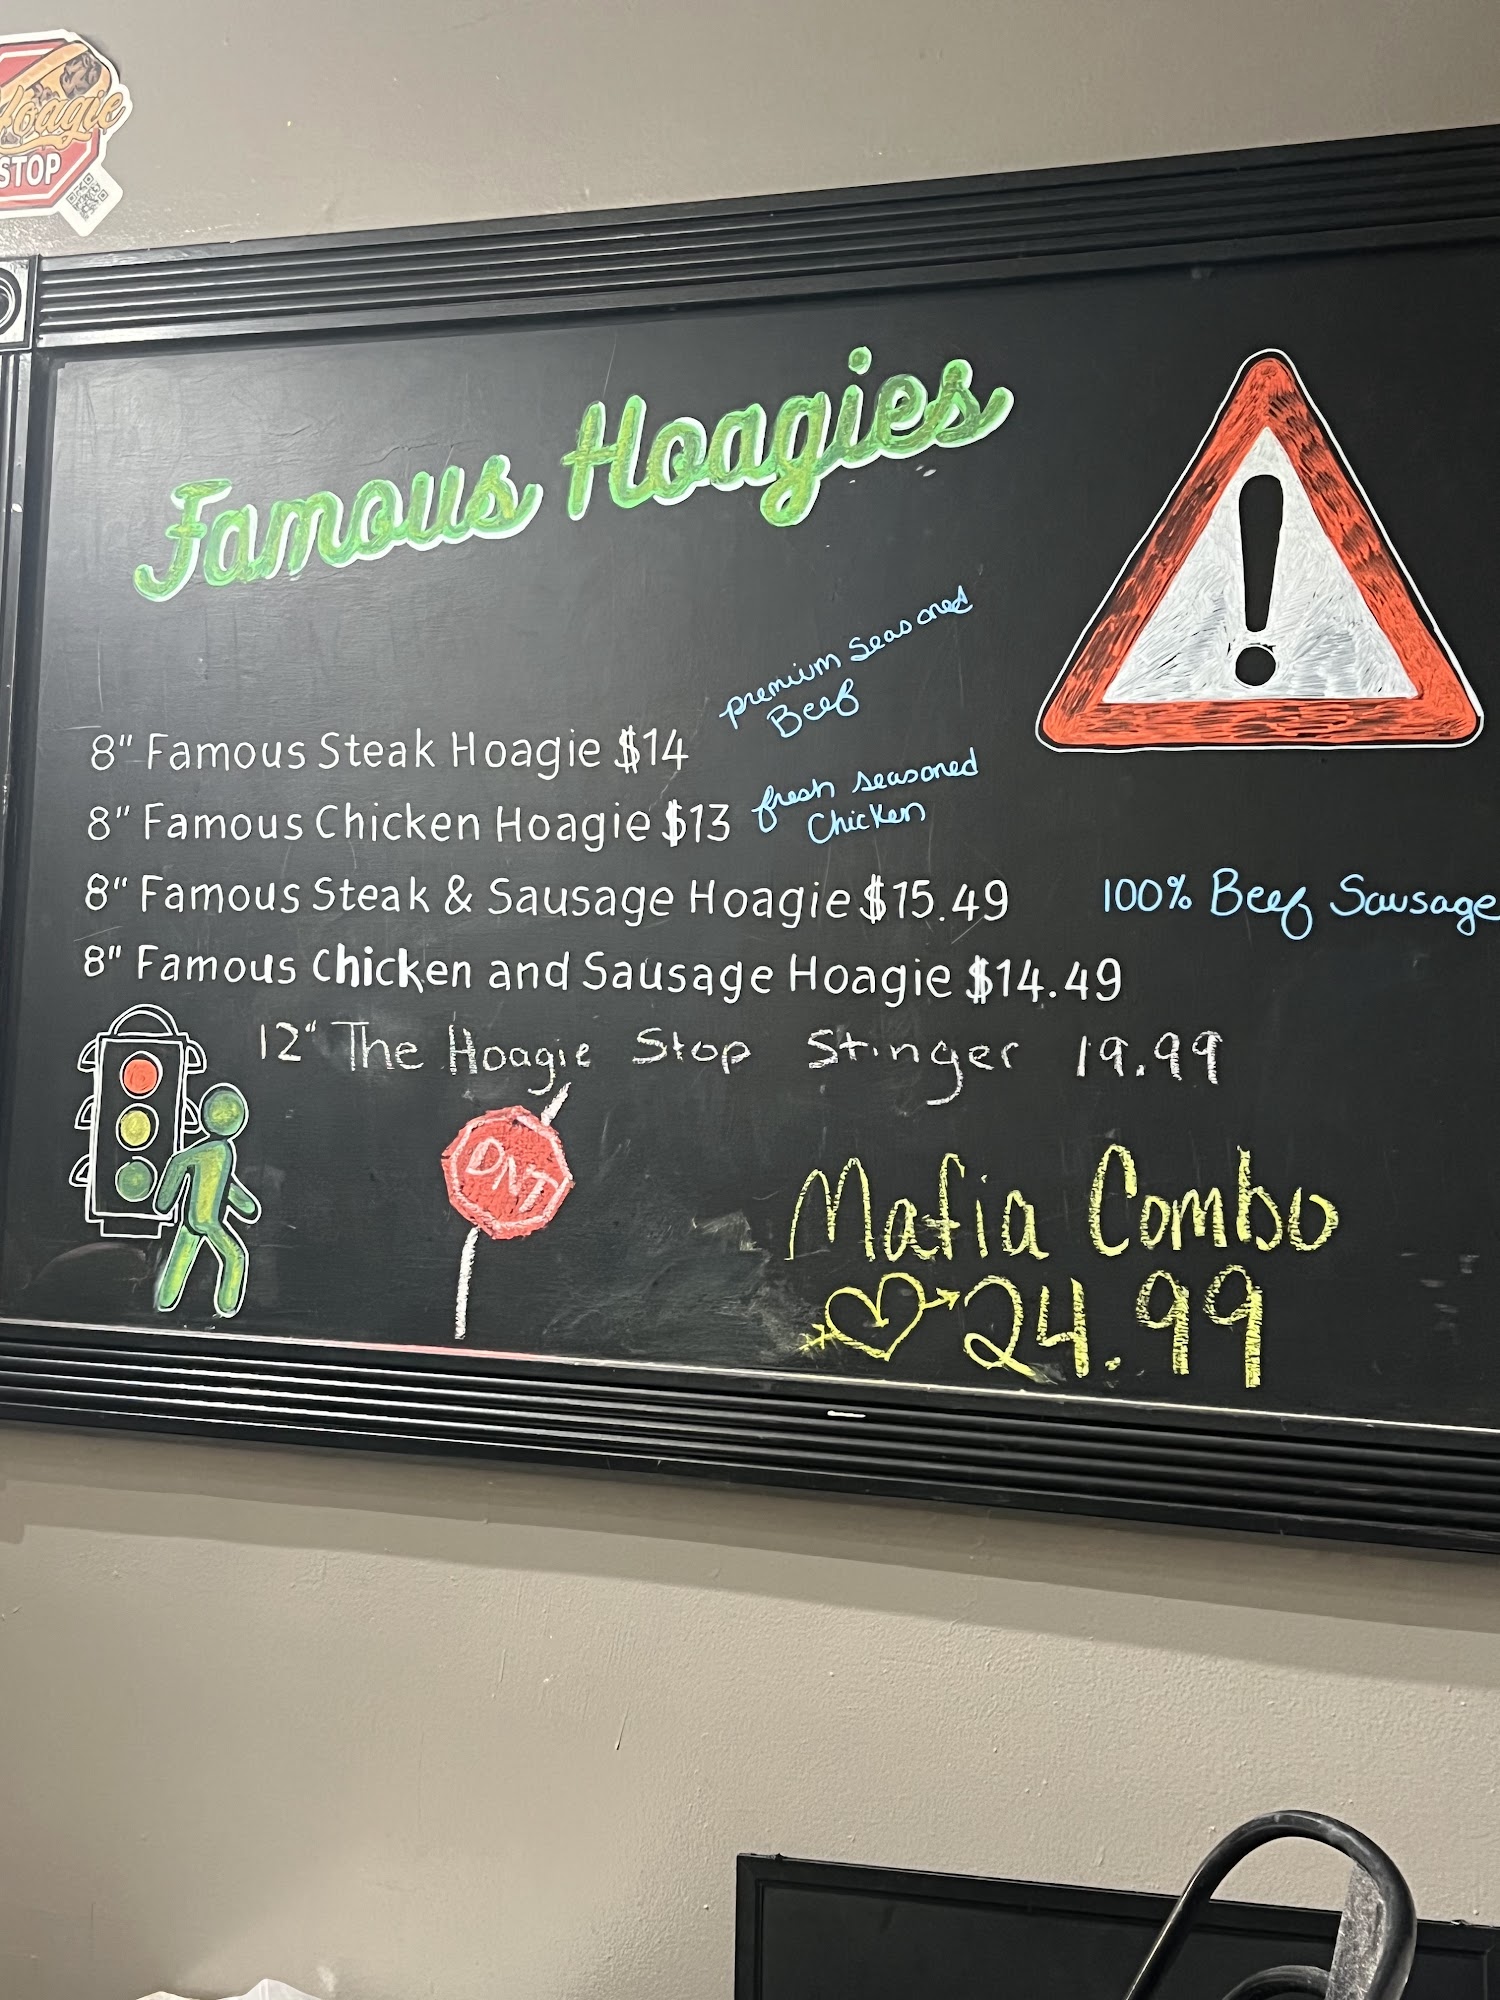 Hoagie
STOP
Famous Hoagies
premium seasoned
Beef
8" Famous Steak Hoagie $14
8" Famous Chicken Hoagie $13
fresh seasoned
Chicken
8" Famous Steak & Sausage Hoagie $15.49
100% Beef Sausage
8" Famous Chicken and Sausage Hoagie $14.49
12" The Hoagie Stop Stinger 19.99
DNT
Mafia Combo
24.99